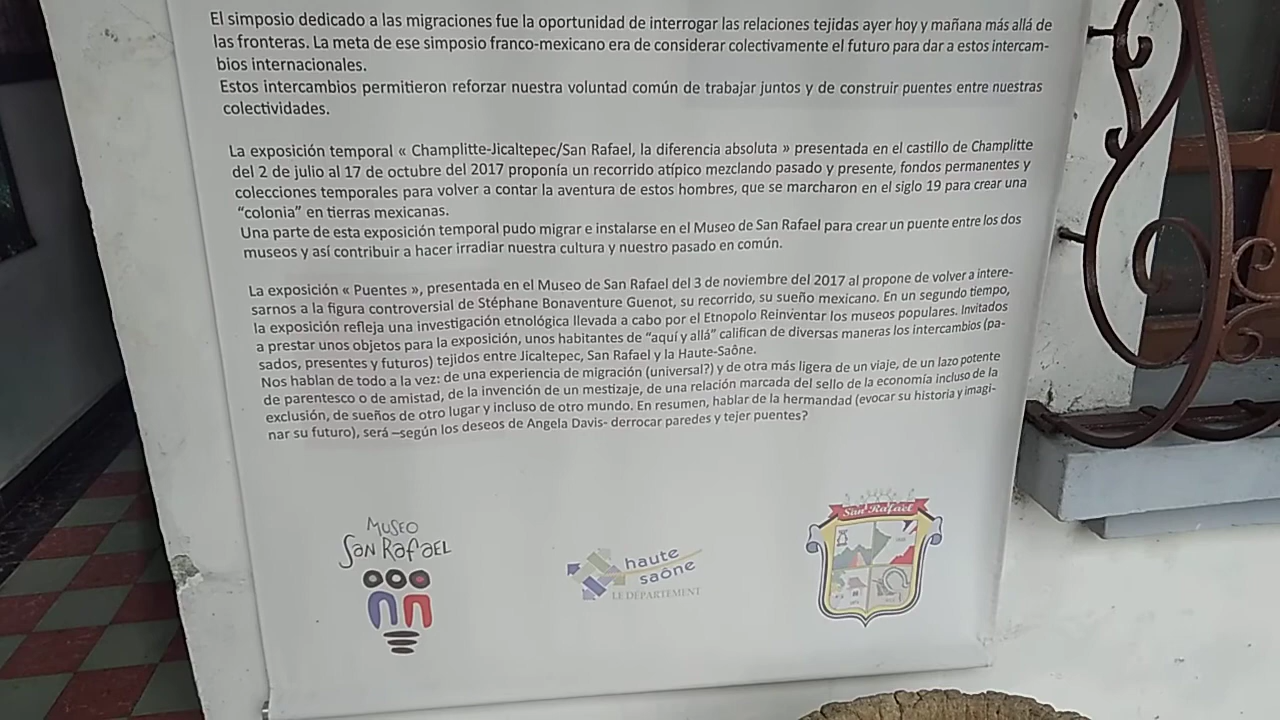 El simposio dedicado a las migraciones fue la oportunidad de interrogar las relaciones tejidas ayer hoy y mañana más allá de
las fronteras. La meta de ese simposio franco-mexicano era de considerar colectivamente el futuro para dar a estos intercam-
bios internacionales.
Estos intercambios permitieron reforzar nuestra voluntad común de trabajar juntos y de construir puentes entre nuestras
colectividades.
La exposición temporal « Champlitte-Jicaltepec/San Rafael, la diferencia absoluta » presentada en el castillo de Champlitte
del 2 de julio al 17 de octubre del 2017 proponía un recorrido atípico mezclando pasado y presente, fondos permanentes y
colecciones temporales para volver a contar la aventura de estos hombres, que se marcharon en el siglo 19 para crear una
“colonia” en tierras mexicanas.
Una parte de esta exposición temporal pudo migrar e instalarse en el Museo de San Rafael para crear un puente entre los dos
museos y así contribuir a hacer irradiar nuestra cultura y nuestro pasado en común.
La exposición « Puentes », presentada en el Museo de San Rafael del 3 de noviembre del 2017 al propone de volver a intere-
sarnos a la figura controversial de Stéphane Bonaventure Guenot, su recorrido, su sueño mexicano. En un segundo tiempo,
la exposición refleja una investigación etnológica llevada a cabo por el Etnopolo Reinventar los museos populares. Invitados
a prestar unos objetos para la exposición, unos habitantes de “aquí y allá” califican de diversas maneras los intercambios (pa-
sados, presentes y futuros) tejidos entre Jicaltepec, San Rafael y la Haute-Saône.
Nos hablan de todo a la vez: de una experiencia de migración (universal?) y de otra más ligera de un viaje, de un lazo potente
de parentesco o de amistad, de la invención de un mestizaje, de una relación marcada del sello de la economía incluso de la
exclusión, de sueños de otro lugar y incluso de otro mundo. En resumen, hablar de la hermandad (evocar su historia y imagi-
nar su futuro), será –según los deseos de Angela Davis- derrocar paredes y tejer puentes?
MUSEO
San Rafael
haute
saône
LE DÉPARTEMENT
San Rafael